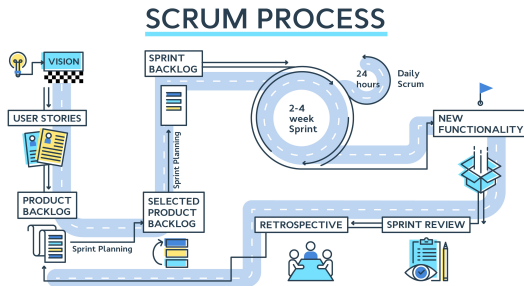 SCRUM PROCESS
VISION
USER STORIES
PRODUCT
BACKLOG
Sprint Planning
SELECTED
PRODUCT
BACKLOG
Sprint Planning
SPRINT
BACKLOG
2-4
week
Sprint
24
hours
Daily
Scrum
NEW
FUNCTIONALITY
SPRINT REVIEW
RETROSPECTIVE